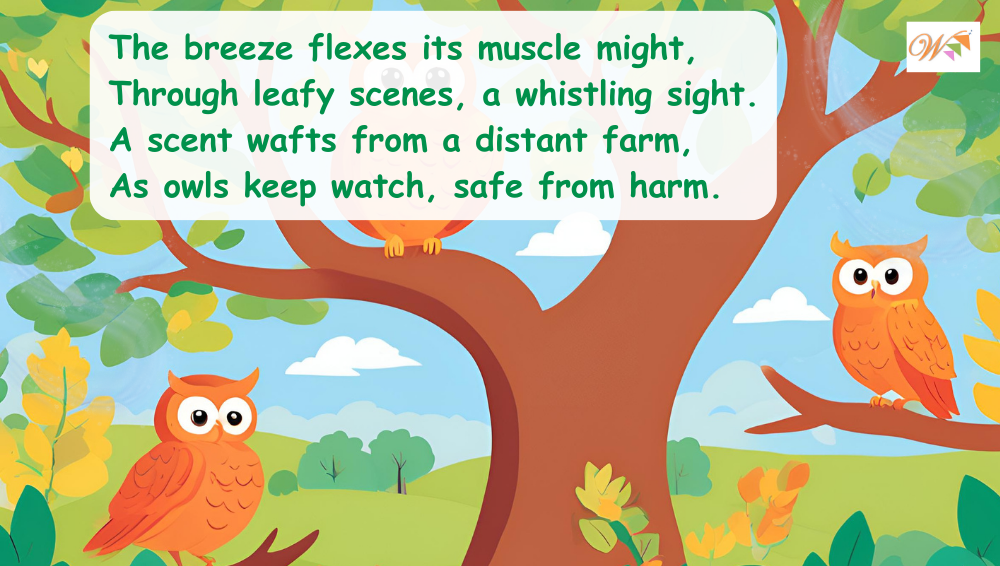 The breeze flexes its muscle might,
Through leafy scenes, a whistling sight.
A scent wafts from a distant farm,
As owls keep watch, safe from harm.
W